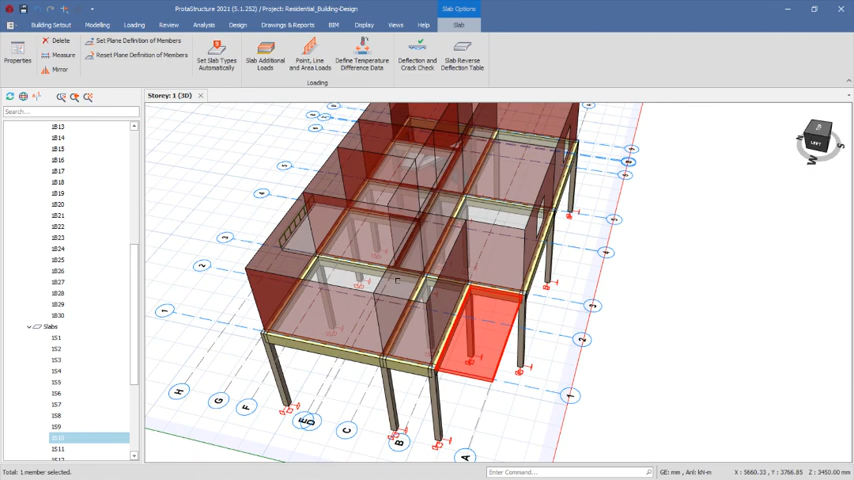 ProtaStructure 2021 (5.1.252) / Project: Residential_Building-Design
Slab Options
Building Setout Modelling Loading Review Analysis Design Drawings & Reports BIM Display Views Help Slab
Properties
Delete
Measure
Mirror
Set Plane Definition of Members
Reset Plane Definition of Members
Set Slab Types Automatically
Slab Additional Loads
Point, Line and Area Loads
Define Temperature Difference Data
Loading
Deflection and Crack Check
Slab Reverse Deflection Table
Storey: 1 (3D)
Search...
1B13
1B14
1B15
1B16
1B17
1B18
1B19
1B20
1B21
1B22
1B23
1B24
1B25
1B26
1B27
1B28
1B29
1B30
Slabs
1S1
1S2
1S3
1S4
1S5
1S6
1S7
1S8
1S9
1S10
1S11
LEFT
N
S
W
6
5
4
3
2
1
5
4
3
2
1
H
G
F
E
D
C
B
A
Total: 1 member selected.
Enter Command...
GE: mm, Anl: kN-m
X : 5660.33 ; Y : 3766.85
Z : 3450.00 mm